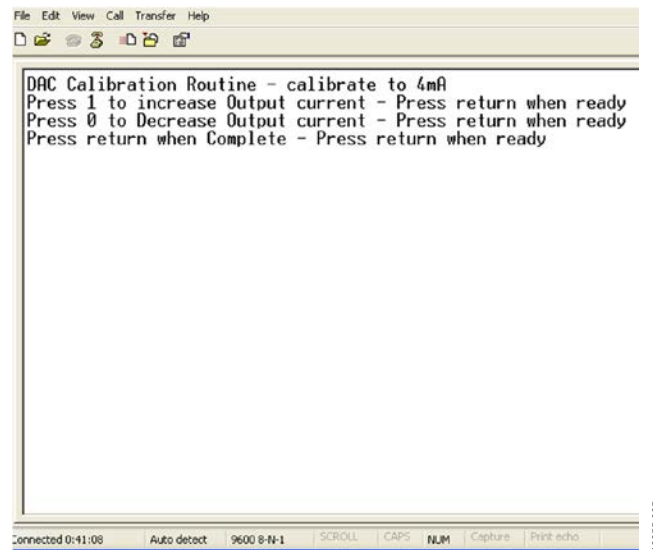 File Edit View Call Transfer Help
DAC Calibration Routine - calibrate to 4mA
Press 1 to increase Output current - Press return when ready
Press 0 to Decrease Output current - Press return when ready
Press return when Complete - Press return when ready
Connected 0:41:08 Auto detect 9600 8-N-1 SCROLL CAPS NUM Capture Print echo